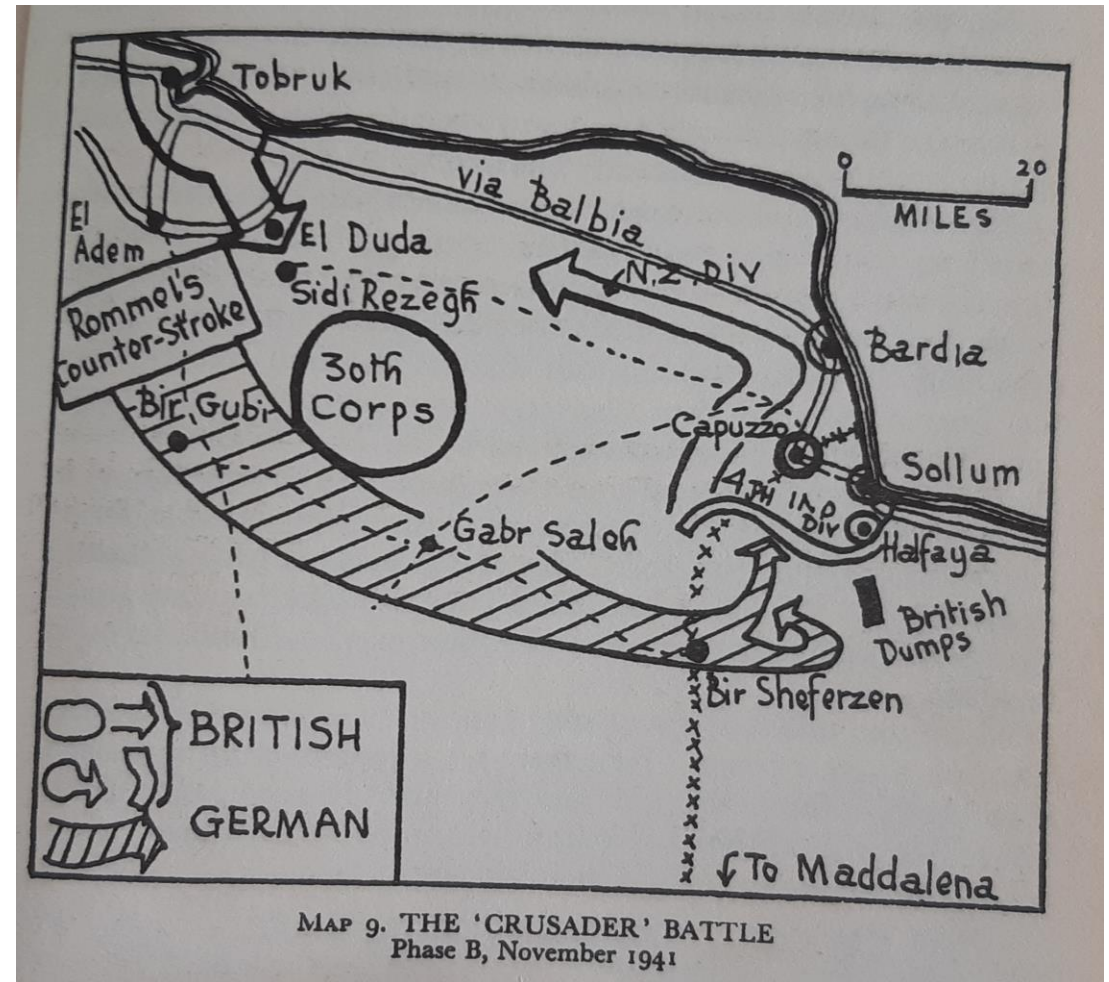 Tobruk
0 20
MILES
via Balbia
El
Adem
El Duda
N.Z. DIV
Sidi Rezegh
Rommel's
Counter-Stroke
Bardia
30th
Corps
Bir Gubi
Capuzzo
Sollum
4TH IND
DIV
Gabr Saleh
Halfaya
British
Dumps
Bir Sheferzen
BRITISH
GERMAN
To Maddalena
MAP 9. THE 'CRUSADER' BATTLE
Phase B, November 1941